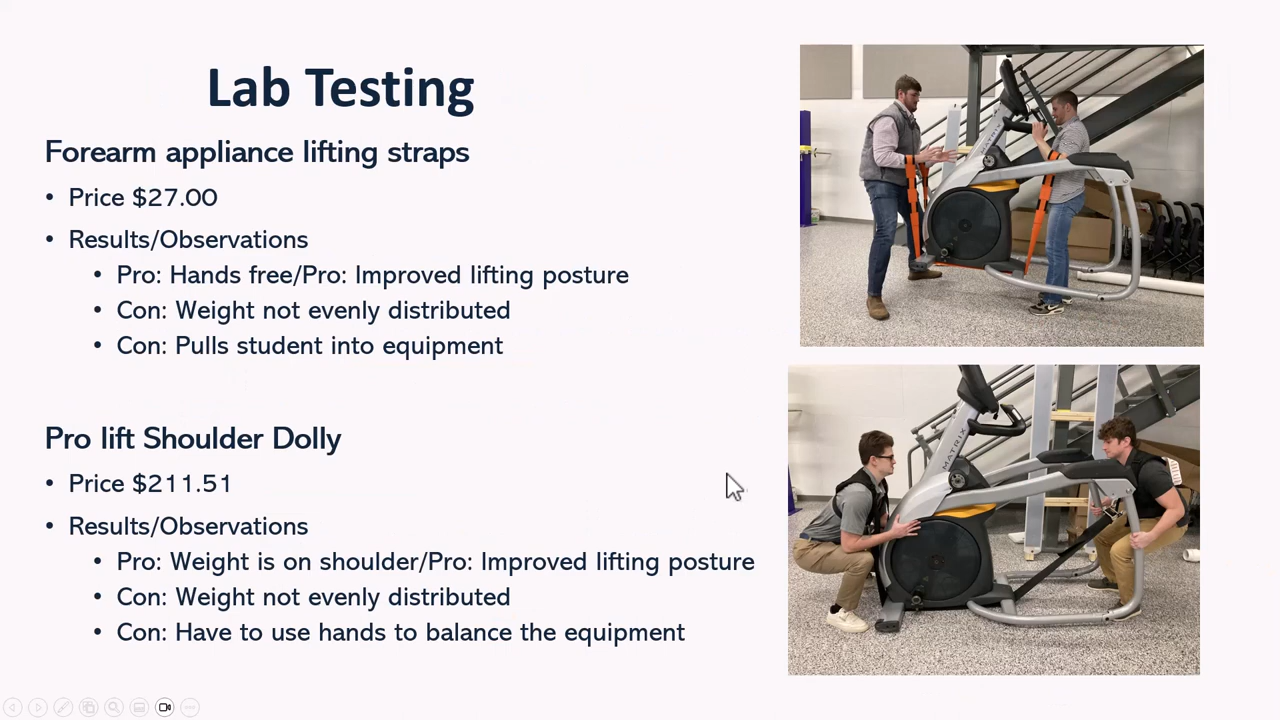 Lab Testing
Forearm appliance lifting straps
• Price $27.00
• Results/Observations
• Pro: Hands free/Pro: Improved lifting posture
• Con: Weight not evenly distributed
• Con: Pulls student into equipment
Pro lift Shoulder Dolly
• Price $211.51
• Results/Observations
• Pro: Weight is on shoulder/Pro: Improved lifting posture
• Con: Weight not evenly distributed
• Con: Have to use hands to balance the equipment
MATRIX
MATRIX